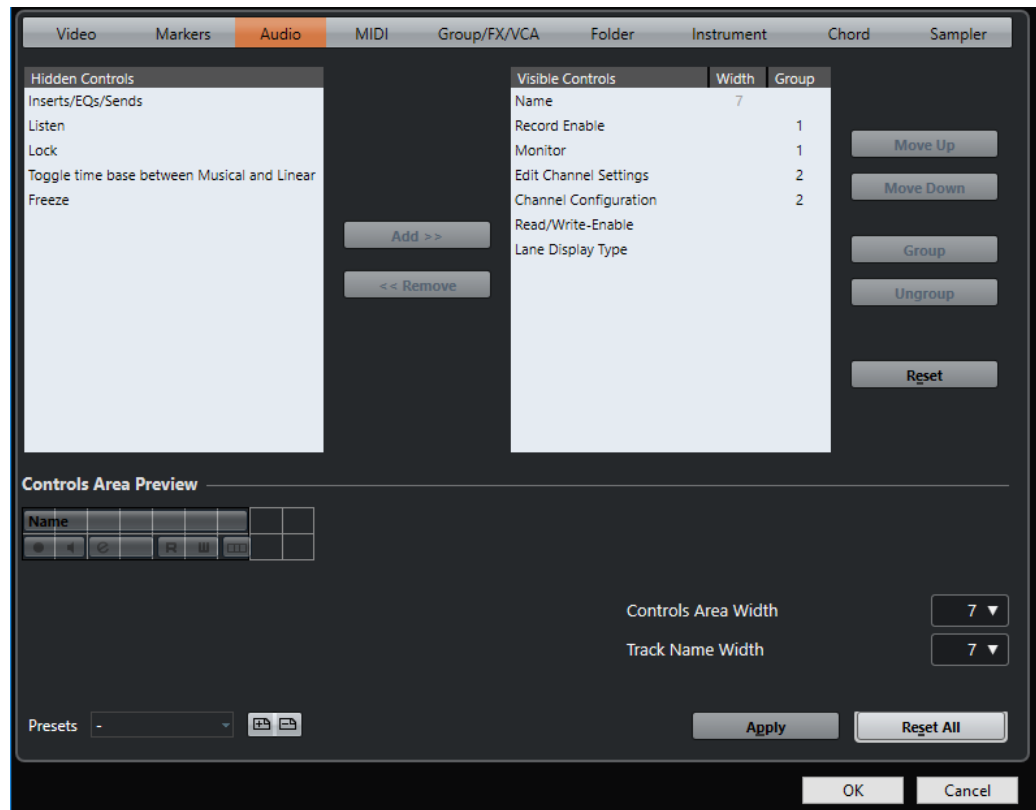 Video Markers Audio MIDI Group/FX/VCA Folder Instrument Chord Sampler
Hidden Controls
Inserts/EQs/Sends
Listen
Lock
Toggle time base between Musical and Linear
Freeze
Add >>
<< Remove
Visible Controls Width Group
Name 7
Record Enable 1
Monitor 1
Edit Channel Settings 2
Channel Configuration 2
Read/Write-Enable
Lane Display Type
Move Up
Move Down
Group
Ungroup
Reset
Controls Area Preview
Name
e R W
Controls Area Width 7
Track Name Width 7
Presets -
Apply
Reset All
OK Cancel